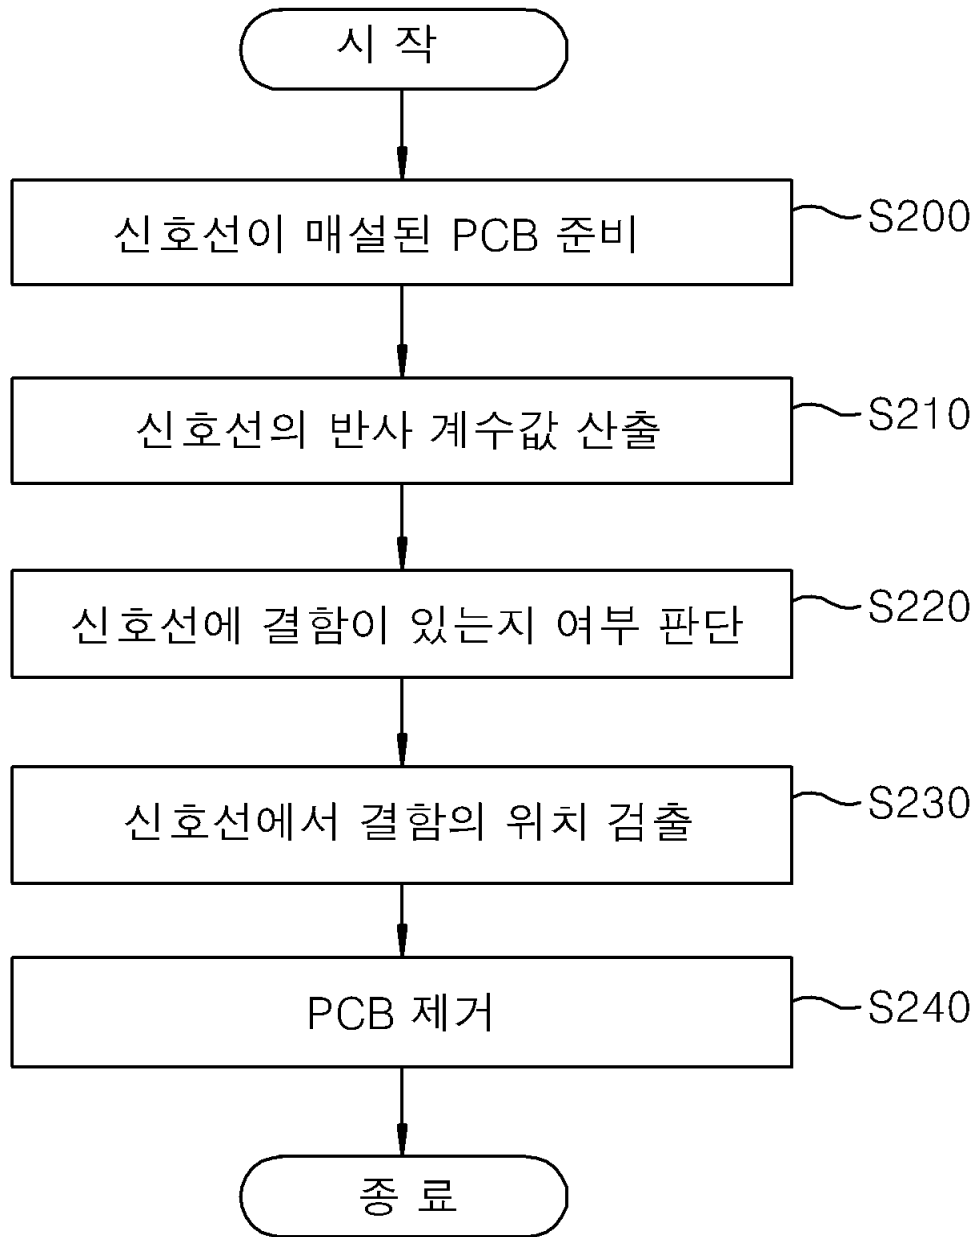 시 작
신호선이 매설된 PCB 준비
S200
신호선의 반사 계수값 산출
S210
신호선에 결함이 있는지 여부 판단
S220
신호선에서 결함의 위치 검출
S230
PCB 제거
S240
종 료